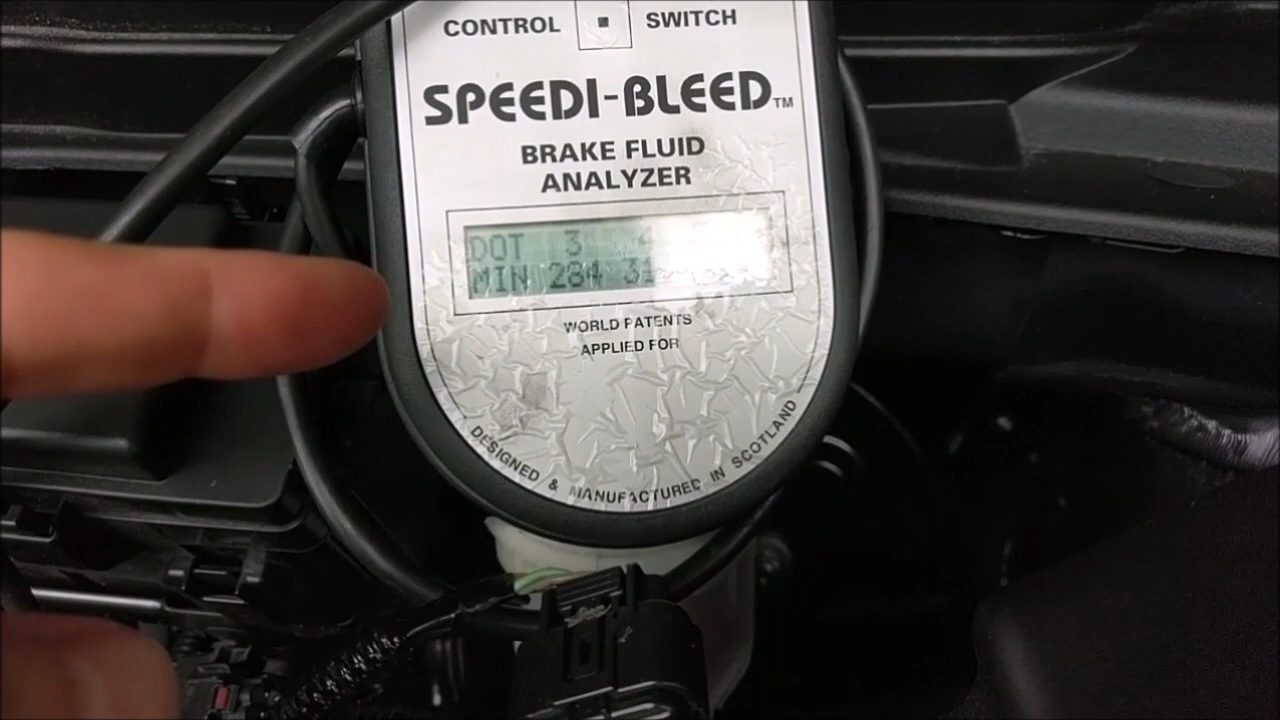 CONTROL SWITCH
SPEEDI-BLEED™
BRAKE FLUID
ANALYZER
DOT 3 4
MIN 284
WORLD PATENTS
APPLIED FOR
DESIGNED & MANUFACTURED IN SCOTLAND